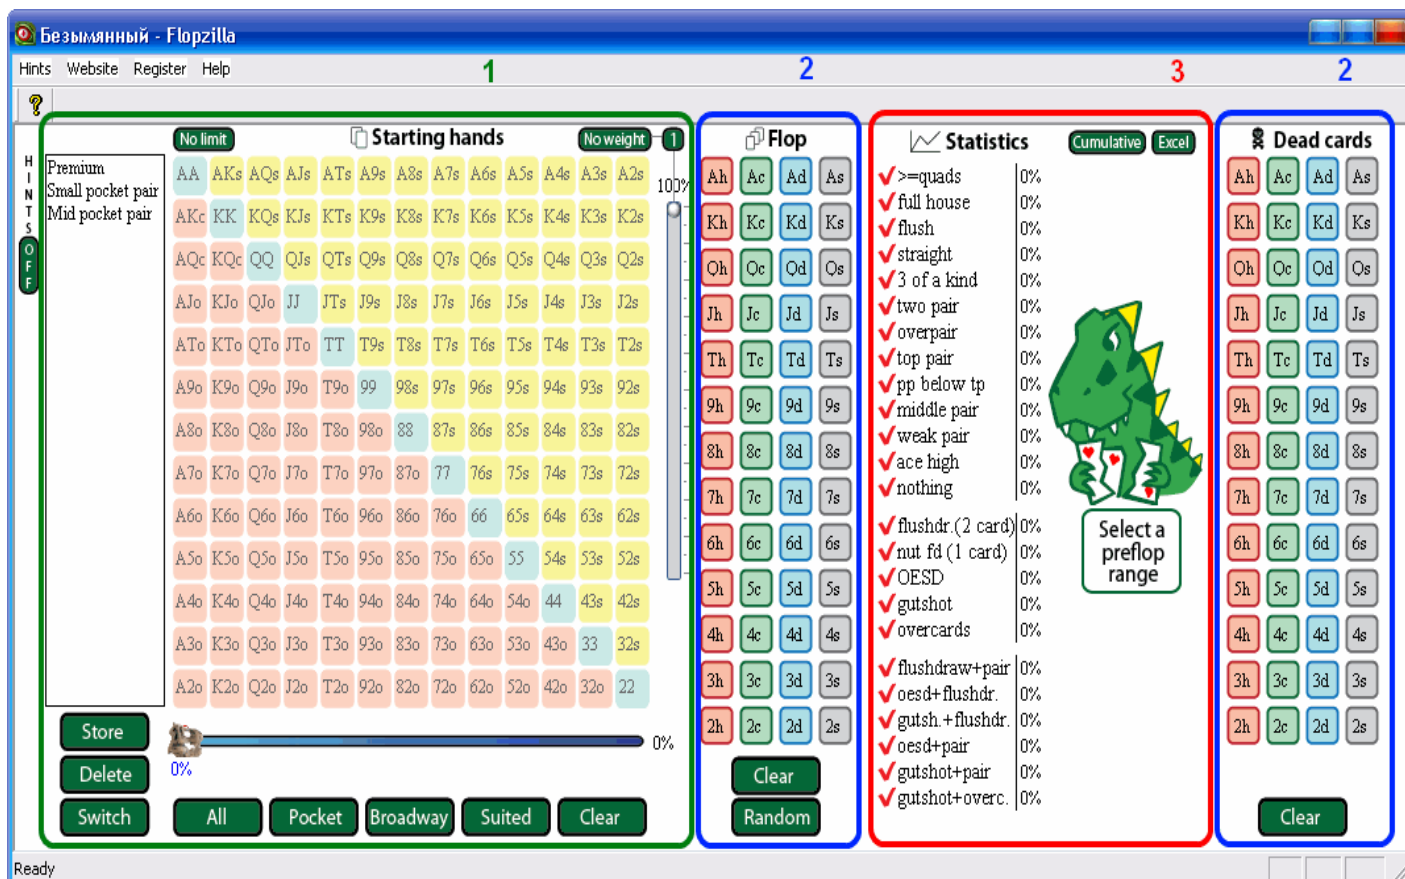 Безымянный - Flopzilla
Hints Website Register Help
1 2 3 2
No limit Starting hands No weight 1
Flop
Statistics Cumulative Excel
Dead cards
HINTS
OFF
Premium
Small pocket pair
Mid pocket pair
AA AKs AQs AJs ATs A9s A8s A7s A6s A5s A4s A3s A2s
AKc KK KQs KJs KTs K9s K8s K7s K6s K5s K4s K3s K2s
AQc KQc QQ QJs QTs Q9s Q8s Q7s Q6s Q5s Q4s Q3s Q2s
AJo KJo QJo JJ JTs J9s J8s J7s J6s J5s J4s J3s J2s
ATo KTo QTo JTo TT T9s T8s T7s T6s T5s T4s T3s T2s
A9o K9o Q9o J9o T9o 99 98s 97s 96s 95s 94s 93s 92s
A8o K8o Q8o J8o T8o 98o 88 87s 86s 85s 84s 83s 82s
A7o K7o Q7o J7o T7o 97o 87o 77 76s 75s 74s 73s 72s
A6o K6o Q6o J6o T6o 96o 86o 76o 66 65s 64s 63s 62s
A5o K5o Q5o J5o T5o 95o 85o 75o 65o 55 54s 53s 52s
A4o K4o Q4o J4o T4o 94o 84o 74o 64o 54o 44 43s 42s
A3o K3o Q3o J3o T3o 93o 83o 73o 63o 53o 43o 33 32s
A2o K2o Q2o J2o T2o 92o 82o 72o 62o 52o 42o 32o 22
100%
0%
0%
Store
Delete
Switch
All Pocket Broadway Suited Clear
Ah Ac Ad As
Kh Kc Kd Ks
Qh Qc Qd Qs
Jh Jc Jd Js
Th Tc Td Ts
9h 9c 9d 9s
8h 8c 8d 8s
7h 7c 7d 7s
6h 6c 6d 6s
5h 5c 5d 5s
4h 4c 4d 4s
3h 3c 3d 3s
2h 2c 2d 2s
Clear
Random
>=quads 0%
full house 0%
flush 0%
straight 0%
3 of a kind 0%
two pair 0%
overpair 0%
top pair 0%
pp below tp 0%
middle pair 0%
weak pair 0%
ace high 0%
nothing 0%
flushdr.(2 card) 0%
nut fd (1 card) 0%
OESD 0%
gutshot 0%
overcards 0%
flushdraw+pair 0%
oesd+flushdr. 0%
gutsh.+flushdr. 0%
oesd+pair 0%
gutshot+pair 0%
gutshot+overc. 0%
Select a
preflop
range
Ah Ac Ad As
Kh Kc Kd Ks
Qh Qc Qd Qs
Jh Jc Jd Js
Th Tc Td Ts
9h 9c 9d 9s
8h 8c 8d 8s
7h 7c 7d 7s
6h 6c 6d 6s
5h 5c 5d 5s
4h 4c 4d 4s
3h 3c 3d 3s
2h 2c 2d 2s
Clear
Ready